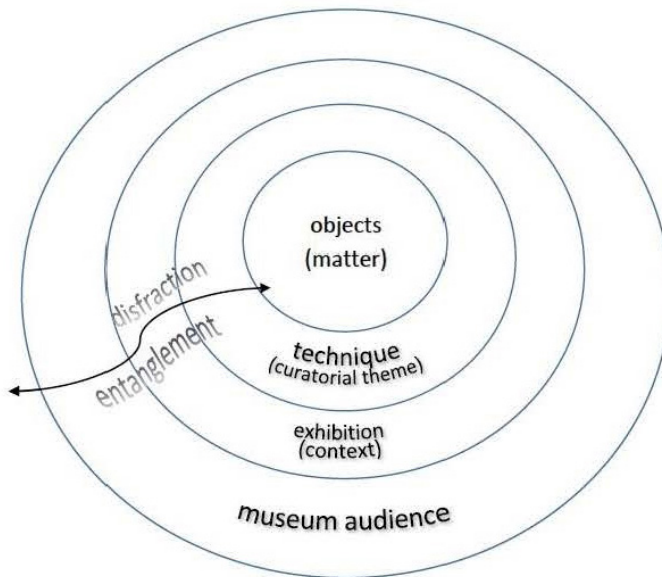 objects
(matter)
disfraction
entanglement
technique
(curatorial theme)
exhibition
(context)
museum audience